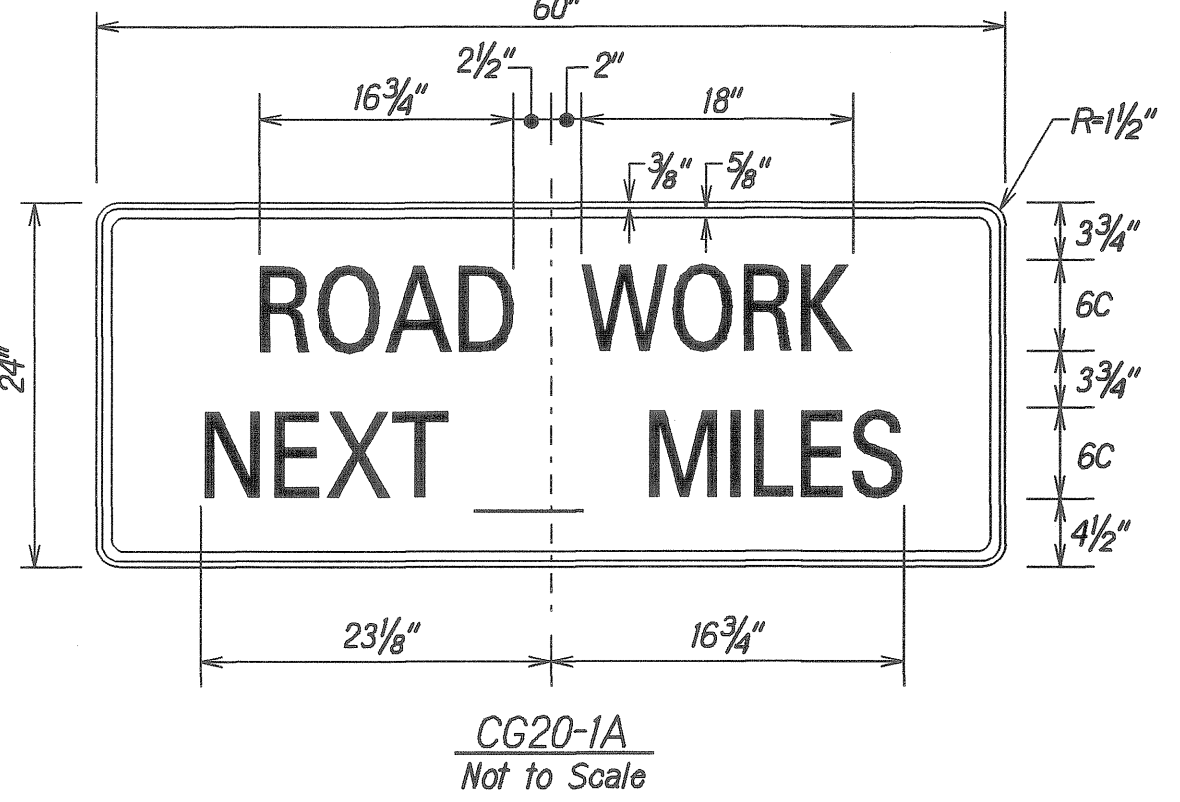 60"
2½" 2"
16¾" 18"
R=1½"
⅜" ⅝"
3¾"
ROAD WORK
6C
24"
3¾"
NEXT MILES
6C
4½"
23⅛" 16¾"
CG20-1A
Not to Scale